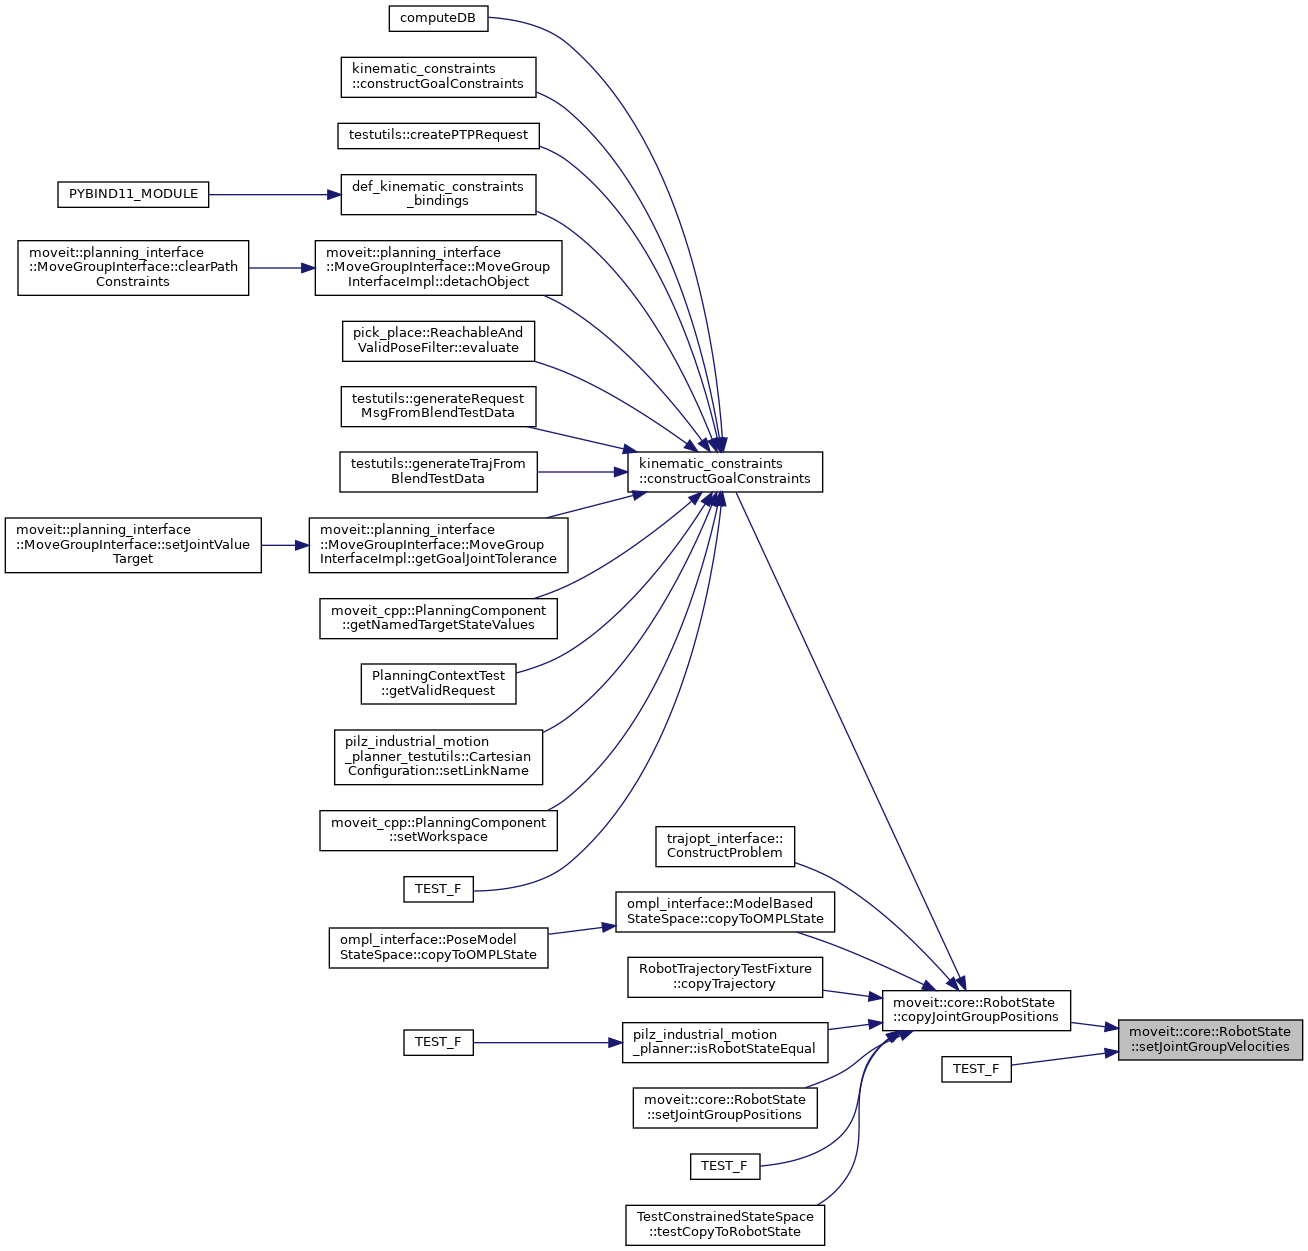 computeDB
kinematic_constraints
::constructGoalConstraints
testutils::createPTPRequest
def_kinematic_constraints
_bindings
PYBIND11_MODULE
moveit::planning_interface
::MoveGroupInterface::clearPath
Constraints
moveit::planning_interface
::MoveGroupInterface::MoveGroup
InterfaceImpl::detachObject
pick_place::ReachableAnd
ValidPoseFilter::evaluate
testutils::generateRequest
MsgFromBlendTestData
testutils::generateTrajFrom
BlendTestData
kinematic_constraints
::constructGoalConstraints
moveit::planning_interface
::MoveGroupInterface::setJointValue
Target
moveit::planning_interface
::MoveGroupInterface::MoveGroup
InterfaceImpl::getGoalJointTolerance
moveit_cpp::PlanningComponent
::getNamedTargetStateValues
PlanningContextTest
::getValidRequest
pilz_industrial_motion
_planner_testutils::Cartesian
Configuration::setLinkName
moveit_cpp::PlanningComponent
::setWorkspace
TEST_F
trajopt_interface::
ConstructProblem
ompl_interface::ModelBased
StateSpace::copyToOMPLState
ompl_interface::PoseModel
StateSpace::copyToOMPLState
RobotTrajectoryTestFixture
::copyTrajectory
moveit::core::RobotState
::copyJointGroupPositions
moveit::core::RobotState
::setJointGroupVelocities
TEST_F
pilz_industrial_motion
_planner::isRobotStateEqual
TEST_F
moveit::core::RobotState
::setJointGroupPositions
TEST_F
TestConstrainedStateSpace
::testCopyToRobotState